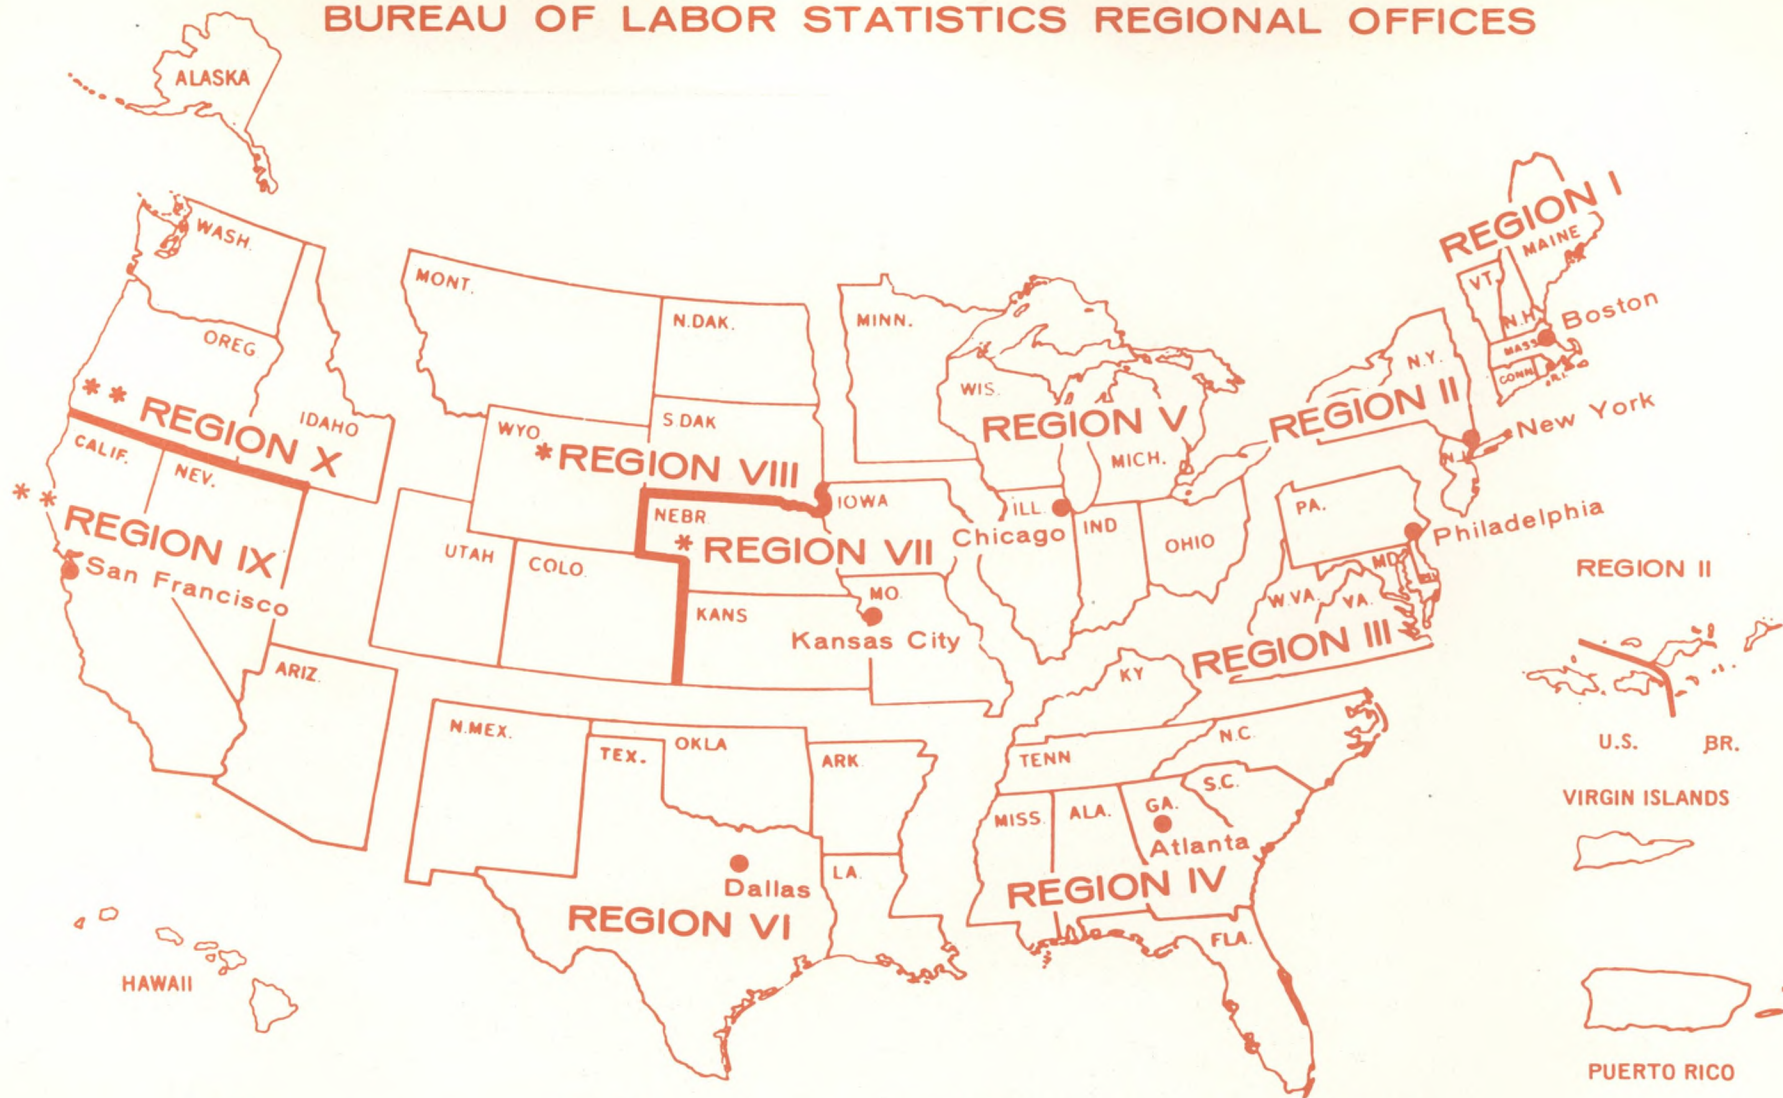 BUREAU OF LABOR STATISTICS REGIONAL OFFICES
ALASKA
REGION I
MAINE
VT.
N.H.
Boston
MASS
CONN.
R.I.
WASH.
OREG.
IDAHO
** REGION X
MONT.
N.DAK.
S.DAK
WYO.
* REGION VIII
MINN.
WIS.
REGION V
MICH.
N.Y.
REGION II
New York
N.J.
CALIF.
NEV.
**
REGION IX
San Francisco
UTAH
COLO.
NEBR.
IOWA
* REGION VII
ILL.
Chicago
IND
OHIO
PA.
Philadelphia
MD.
W.VA.
VA.
REGION III
KANS
MO.
Kansas City
KY
REGION II
U.S.
BR.
VIRGIN ISLANDS
ARIZ.
N.MEX.
TEX.
OKLA
ARK.
TENN
N.C.
S.C.
MISS.
ALA.
GA.
Atlanta
LA.
Dallas
REGION VI
REGION IV
FLA.
HAWAII
PUERTO RICO